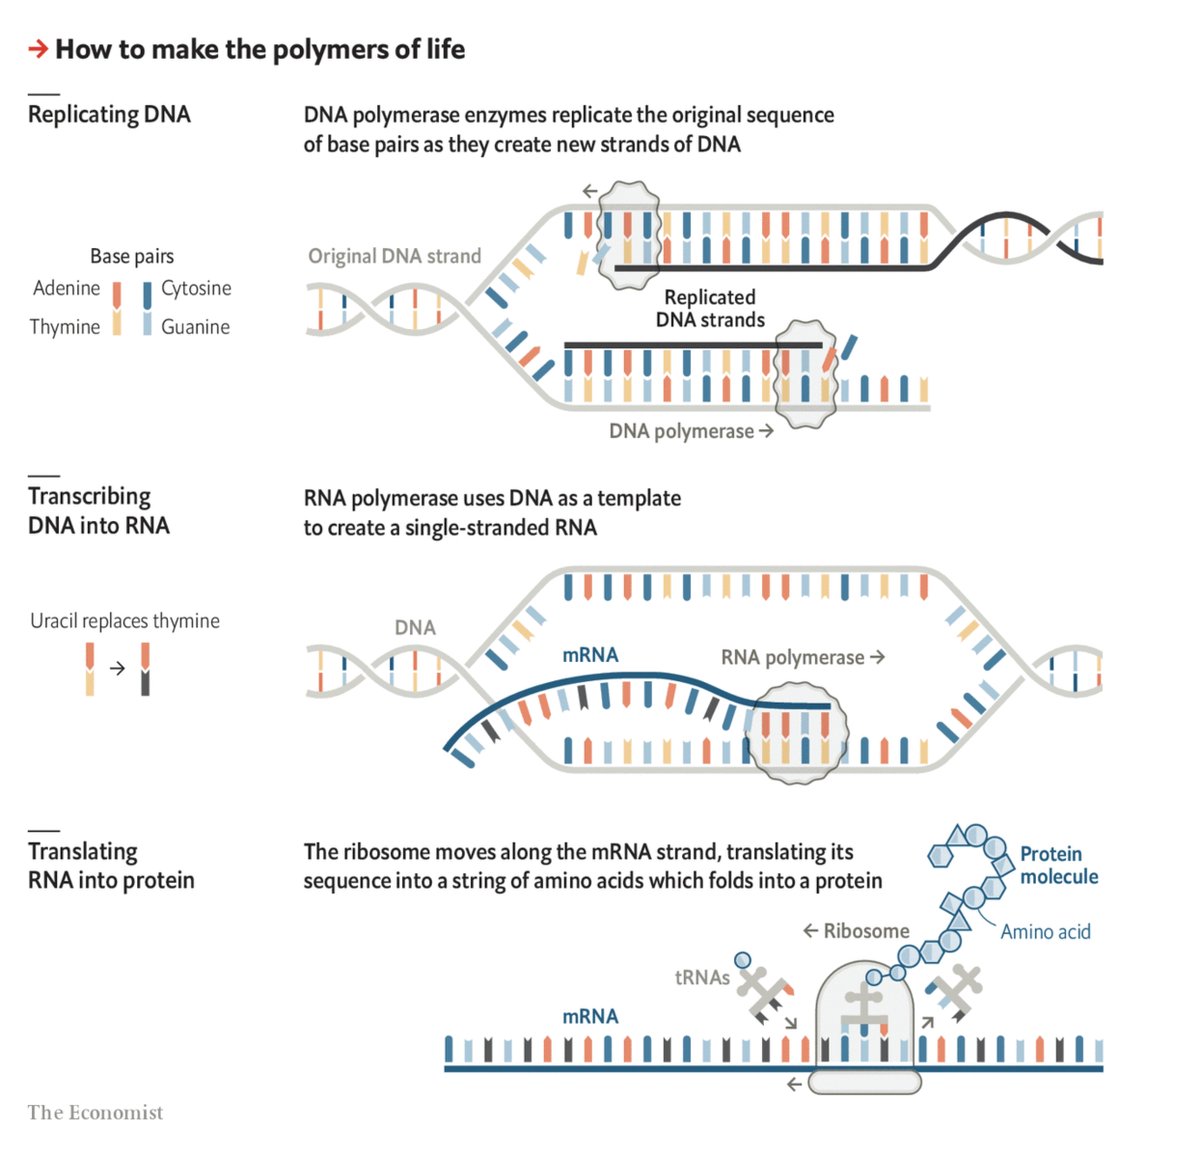 → How to make the polymers of life
Replicating DNA
DNA polymerase enzymes replicate the original sequence
of base pairs as they create new strands of DNA
Base pairs
Adenine
Cytosine
Thymine
Guanine
Original DNA strand
←
Replicated
DNA strands
DNA polymerase →
Transcribing
DNA into RNA
RNA polymerase uses DNA as a template
to create a single-stranded RNA
Uracil replaces thymine
→
DNA
mRNA
RNA polymerase →
Translating
RNA into protein
The ribosome moves along the mRNA strand, translating its
sequence into a string of amino acids which folds into a protein
Protein
molecule
Amino acid
← Ribosome
tRNAs
mRNA
←
The Economist